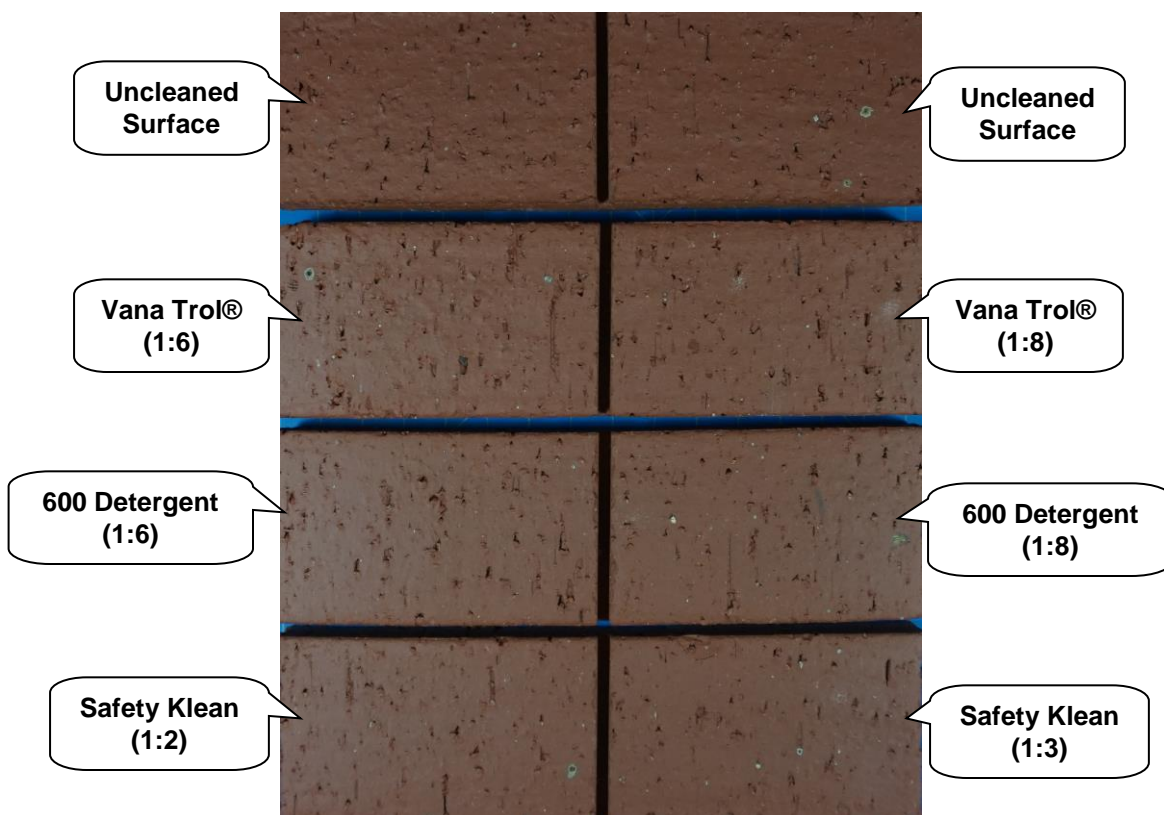 Uncleaned
Surface
Uncleaned
Surface
Vana Trol®
(1:6)
Vana Trol®
(1:8)
600 Detergent
(1:6)
600 Detergent
(1:8)
Safety Klean
(1:2)
Safety Klean
(1:3)